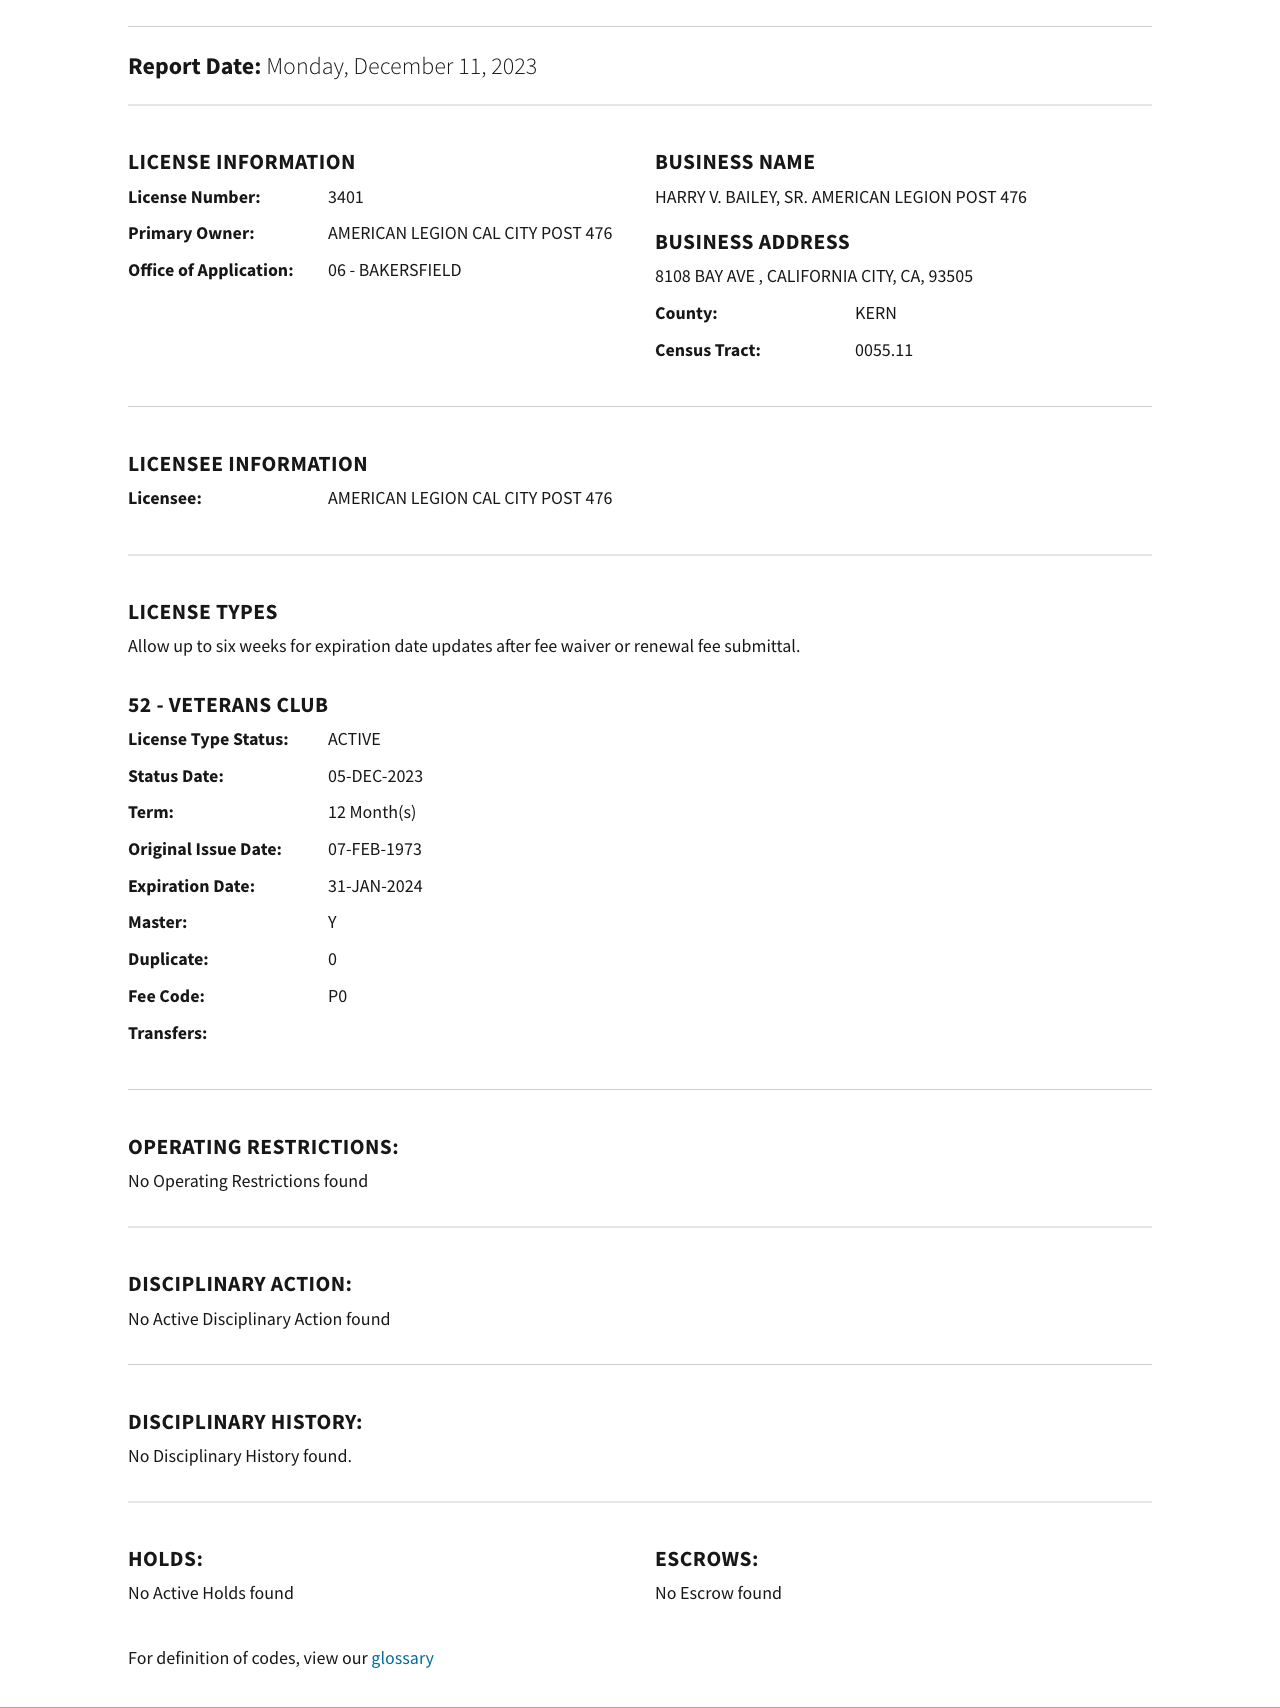 Report Date: Monday, December 11, 2023
LICENSE INFORMATION
License Number: 3401
Primary Owner: AMERICAN LEGION CAL CITY POST 476
Office of Application: 06 - BAKERSFIELD
BUSINESS NAME
HARRY V. BAILEY, SR. AMERICAN LEGION POST 476
BUSINESS ADDRESS
8108 BAY AVE , CALIFORNIA CITY, CA, 93505
County: KERN
Census Tract: 0055.11
LICENSEE INFORMATION
Licensee: AMERICAN LEGION CAL CITY POST 476
LICENSE TYPES
Allow up to six weeks for expiration date updates after fee waiver or renewal fee submittal.
52 - VETERANS CLUB
License Type Status: ACTIVE
Status Date: 05-DEC-2023
Term: 12 Month(s)
Original Issue Date: 07-FEB-1973
Expiration Date: 31-JAN-2024
Master: Y
Duplicate: 0
Fee Code: P0
Transfers:
OPERATING RESTRICTIONS:
No Operating Restrictions found
DISCIPLINARY ACTION:
No Active Disciplinary Action found
DISCIPLINARY HISTORY:
No Disciplinary History found.
HOLDS:
No Active Holds found
ESCROWS:
No Escrow found
For definition of codes, view our glossary